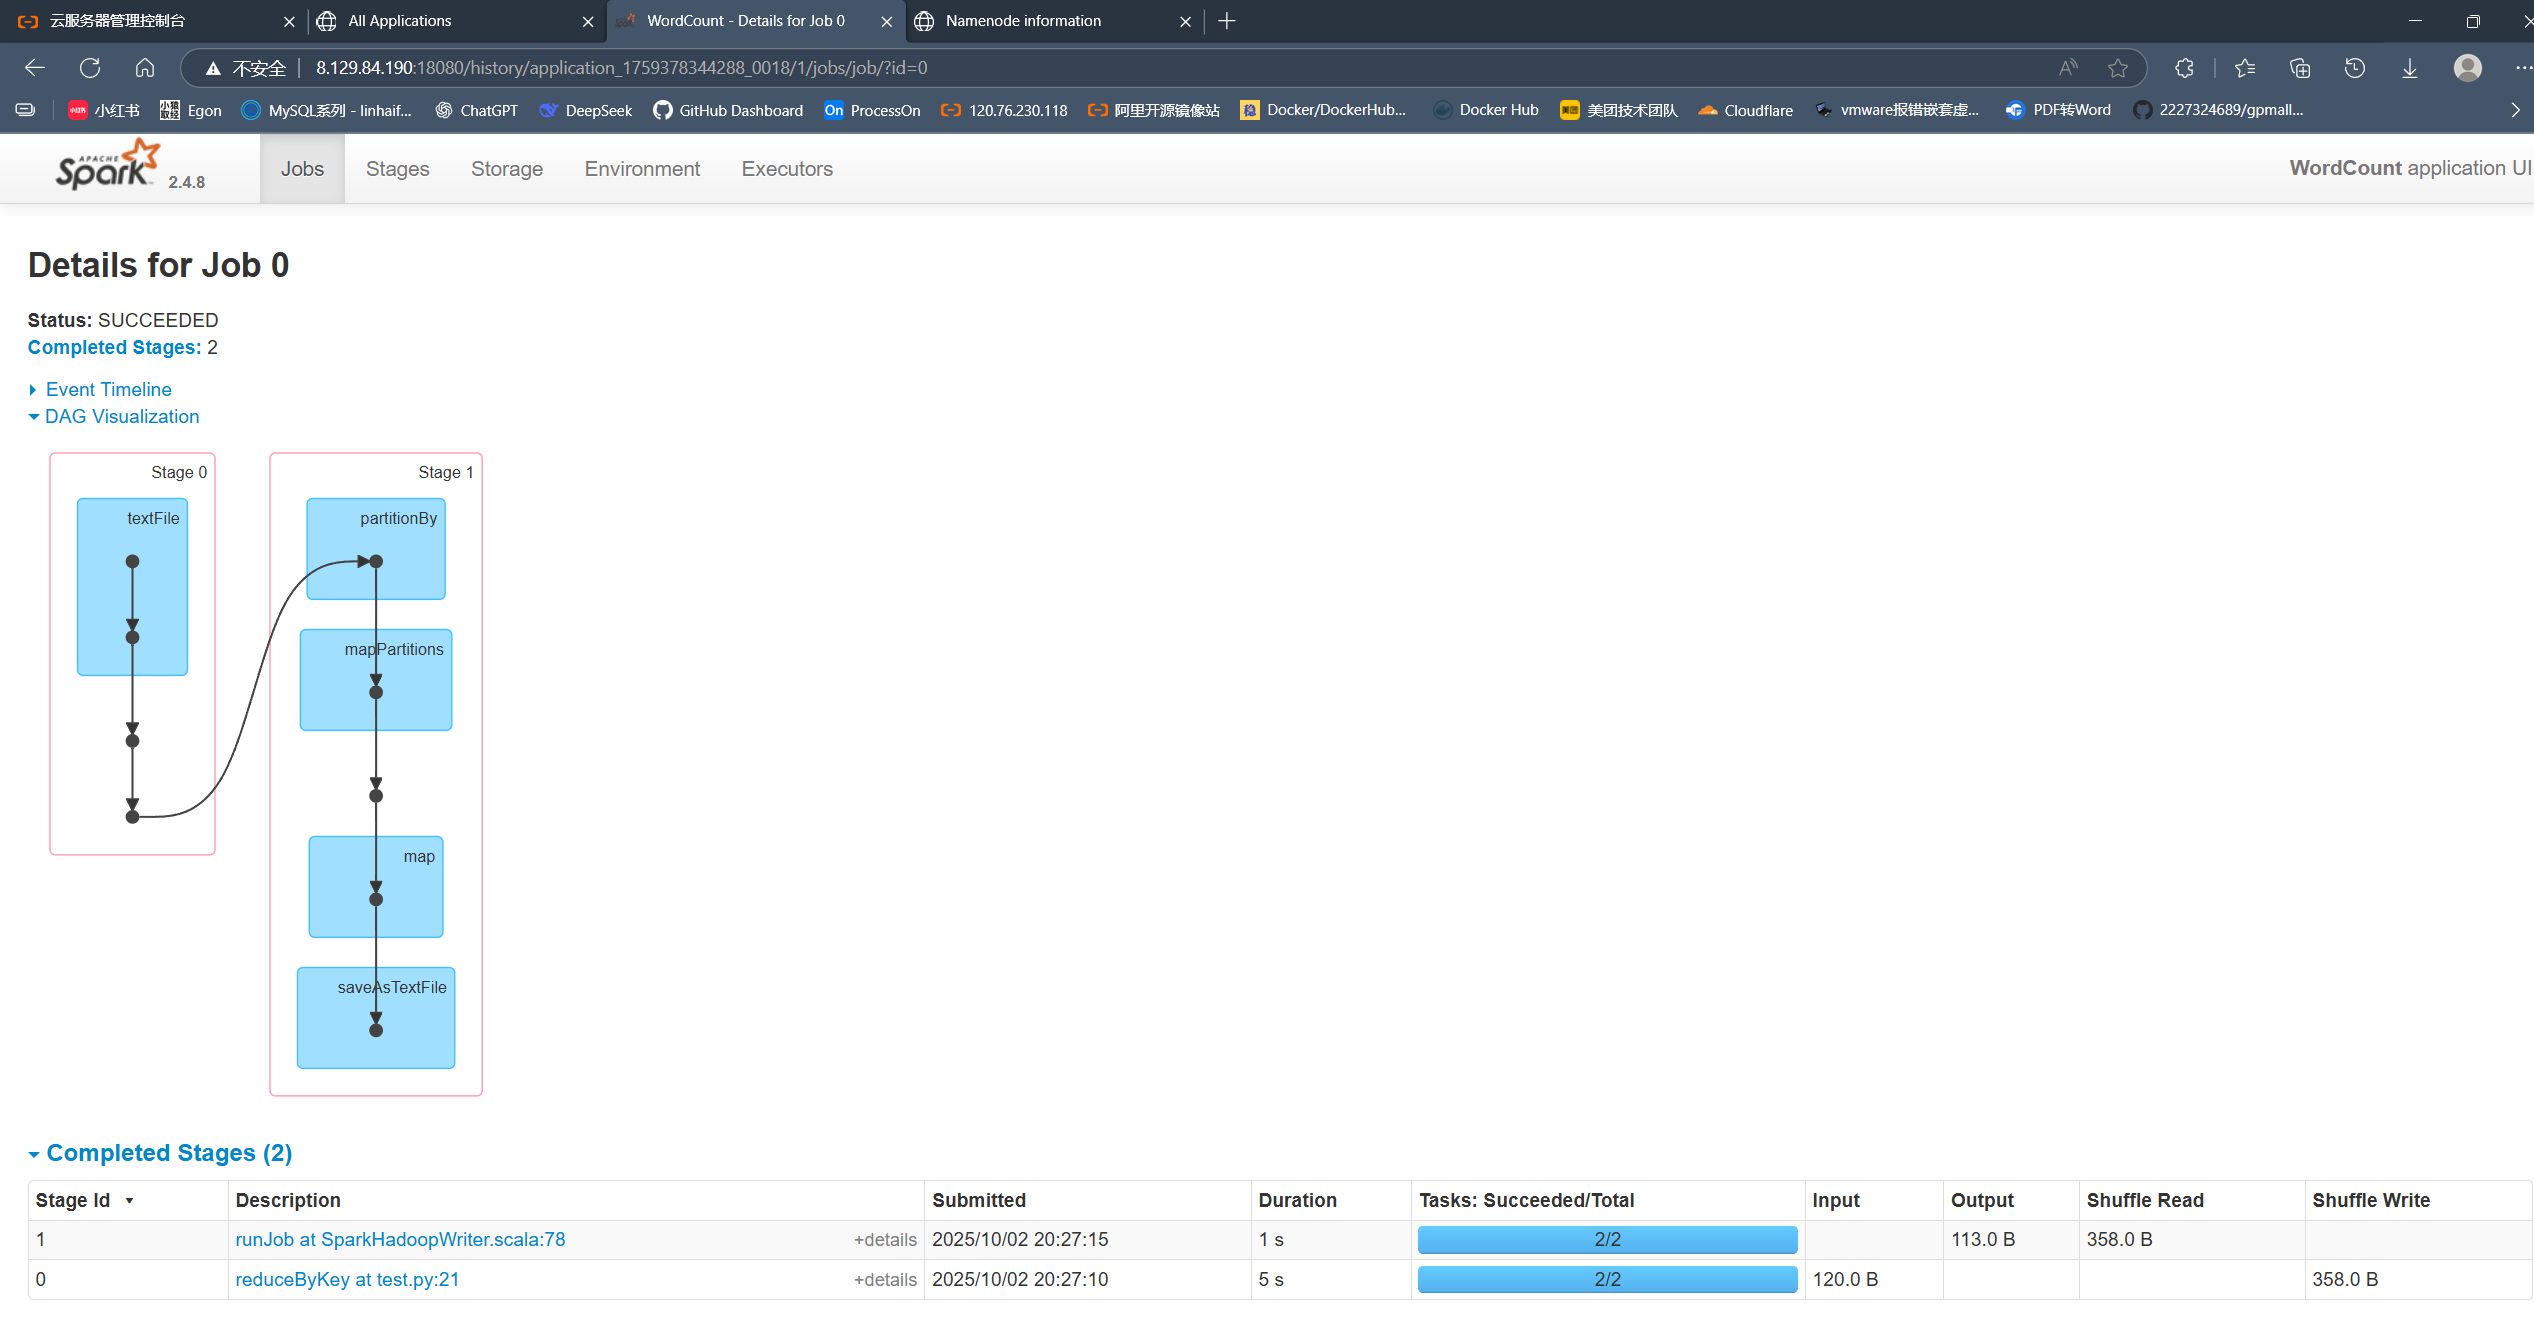 云服务器管理控制台 All Applications WordCount - Details for Job 0 Namenode information
不安全 8.129.84.190:18080/history/application_1759378344288_0018/1/jobs/job/?id=0
小红书 Egon MySQL系列 - linhaif... ChatGPT DeepSeek GitHub Dashboard On ProcessOn 120.76.230.118 阿里开源镜像站 Docker/DockerHub... Docker Hub 美团技术团队 Cloudflare vmware报错嵌套虚... PDF转Word 2227324689/gpmall...
APACHE Spark 2.4.8 Jobs Stages Storage Environment Executors WordCount application UI
Details for Job 0
Status: SUCCEEDED
Completed Stages: 2
Event Timeline
DAG Visualization
Stage 0 Stage 1
textFile partitionBy
mapPartitions
map
saveAsTextFile
Completed Stages (2)
Stage Id Description Submitted Duration Tasks: Succeeded/Total Input Output Shuffle Read Shuffle Write
1 runJob at SparkHadoopWriter.scala:78 +details 2025/10/02 20:27:15 1 s 2/2 113.0 B 358.0 B
0 reduceByKey at test.py:21 +details 2025/10/02 20:27:10 5 s 2/2 120.0 B 358.0 B